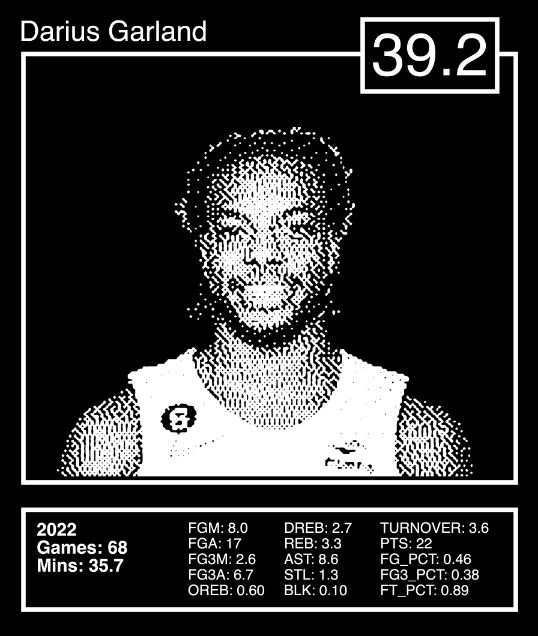 Darius Garland
39.2
6
2022
Games: 68
Mins: 35.7
FGM: 8.0
FGA: 17
FG3M: 2.6
FG3A: 6.7
OREB: 0.60
DREB: 2.7
REB: 3.3
AST: 8.6
STL: 1.3
BLK: 0.10
TURNOVER: 3.6
PTS: 22
FG_PCT: 0.46
FG3_PCT: 0.38
FT_PCT: 0.89